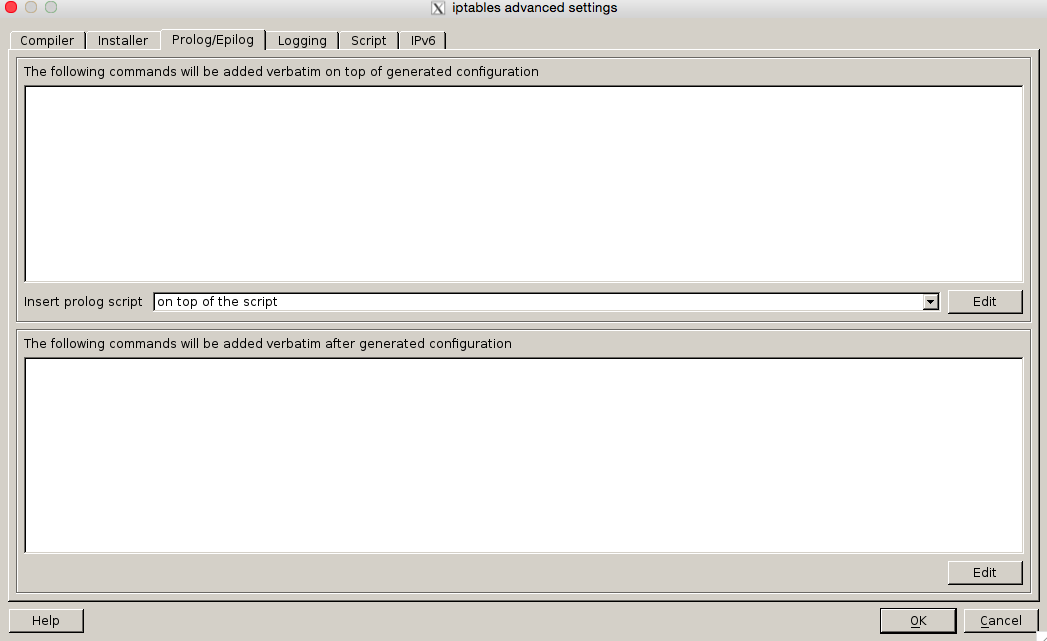 iptables advanced settings
Compiler Installer Prolog/Epilog Logging Script IPv6
The following commands will be added verbatim on top of generated configuration
Insert prolog script on top of the script Edit
The following commands will be added verbatim after generated configuration
Edit
Help OK Cancel